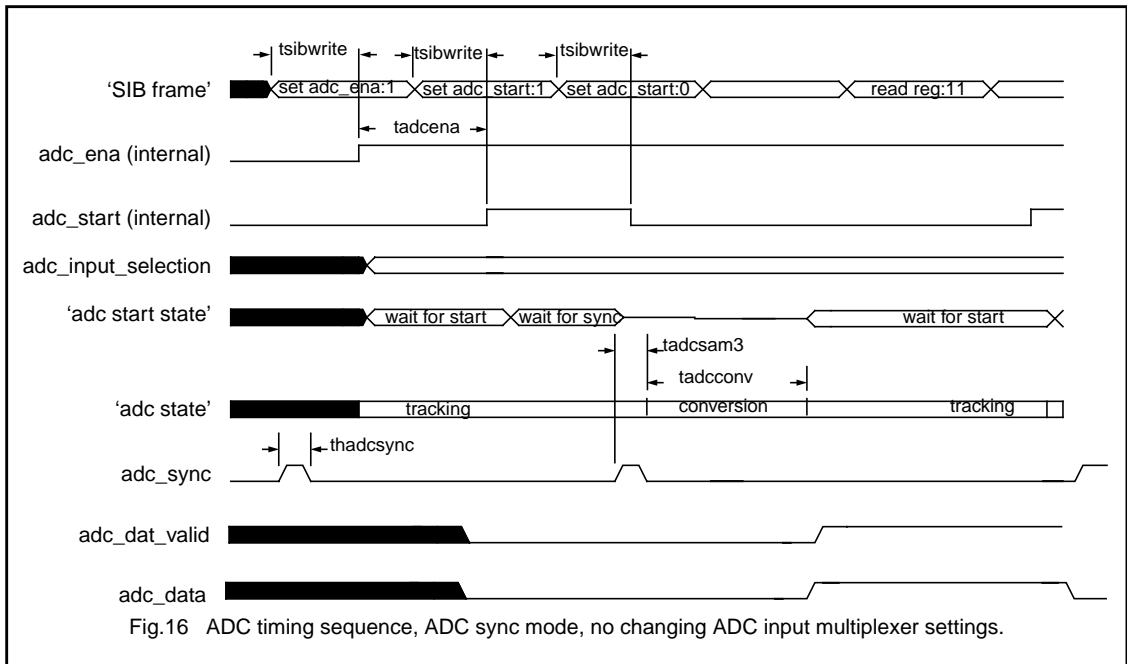 tsibwrite tsibwrite tsibwrite
‘SIB frame’ set adc_ena:1 set adc_start:1 set adc_start:0 read reg:11
tadcena
adc_ena (internal)
adc_start (internal)
adc_input_selection
‘adc start state’ wait for start wait for sync wait for start
tadcsam3
tadcconv
‘adc state’ tracking conversion tracking
thadcsync
adc_sync
adc_dat_valid
adc_data
Fig.16 ADC timing sequence, ADC sync mode, no changing ADC input multiplexer settings.